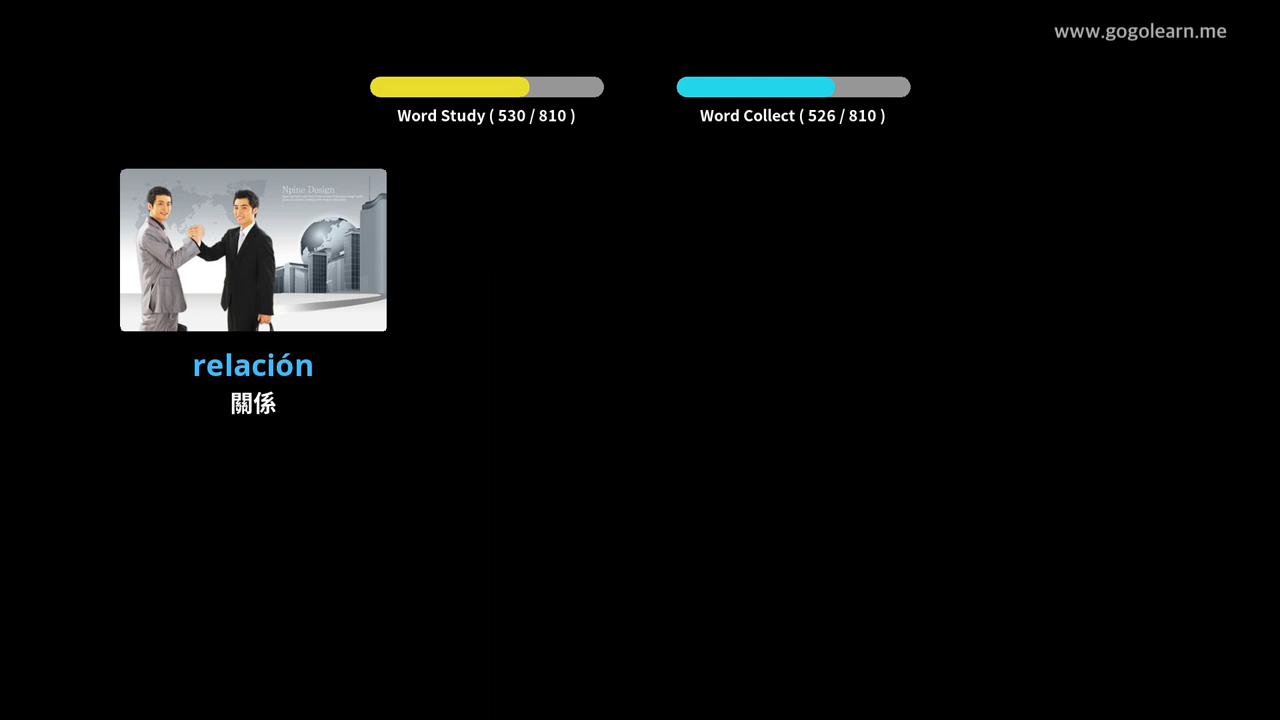 www.gogolearn.me
Word Study ( 530 / 810 )
Word Collect ( 526 / 810 )
Npine Design
relación
關係